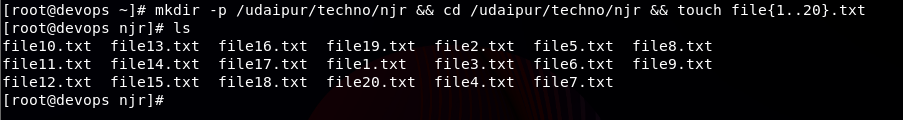 [root@devops ~]# mkdir -p /udaipur/techno/njr && cd /udaipur/techno/njr && touch file{1..20}.txt
[root@devops njr]# ls
file10.txt  file13.txt  file16.txt  file19.txt  file2.txt  file5.txt  file8.txt
file11.txt  file14.txt  file17.txt  file1.txt   file3.txt  file6.txt  file9.txt
file12.txt  file15.txt  file18.txt  file20.txt  file4.txt  file7.txt
[root@devops njr]#